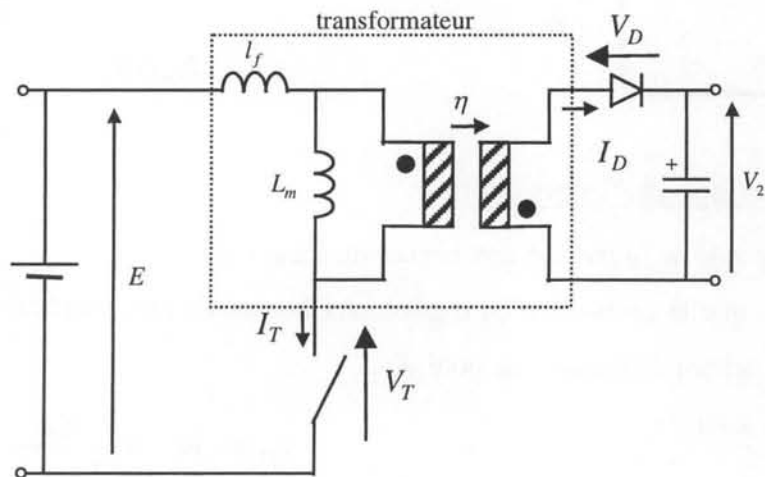 transformateur
l_f
V_D
η
I_D
L_m
+
V_2
E
I_T
V_T